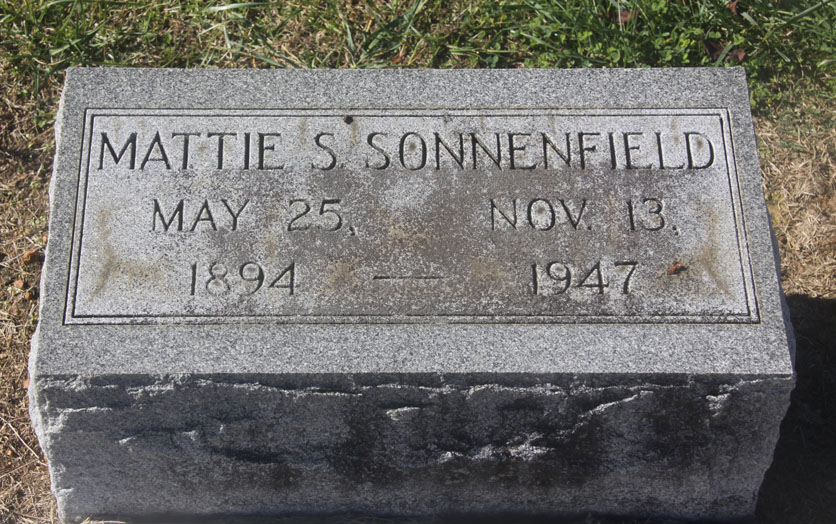 MATTIE S. SONNENFIELD
MAY 25, NOV. 13,
1894 — 1947